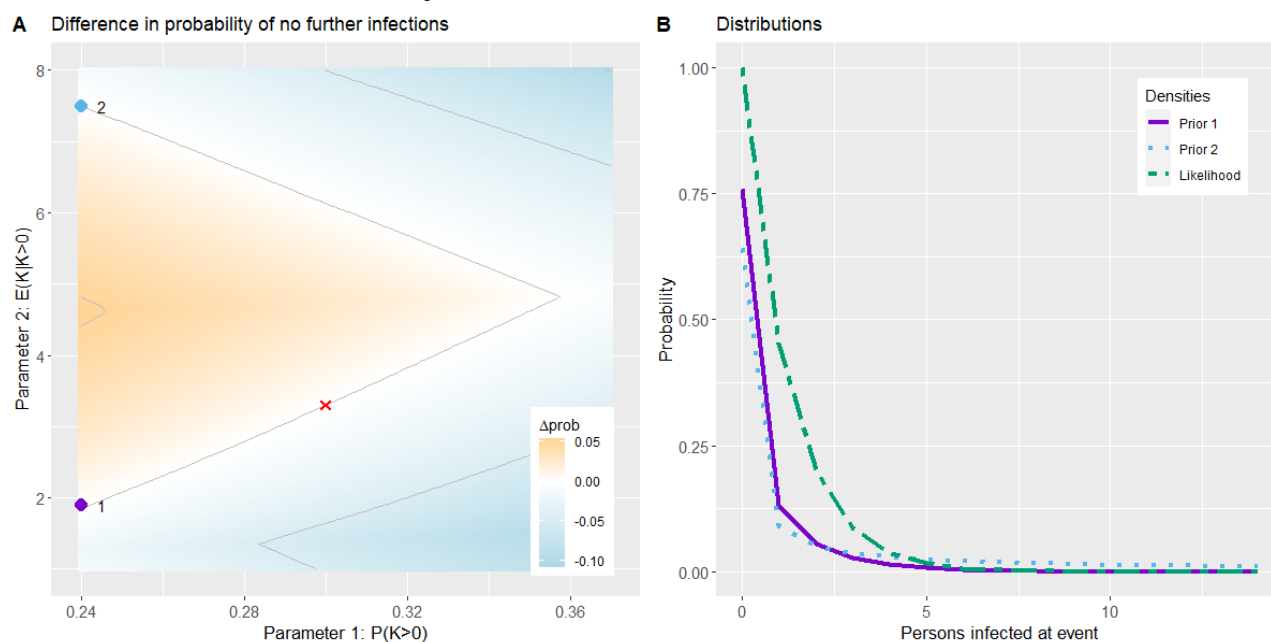 A Difference in probability of no further infections
Parameter 2: E(K|K>0)
8
6
4
2
2
1
Δprob
0.05
0.00
-0.05
-0.10
0.24
0.28
0.32
0.36
Parameter 1: P(K>0)
B Distributions
Probability
1.00
0.75
0.50
0.25
0.00
Densities
Prior 1
Prior 2
Likelihood
0
5
10
Persons infected at event